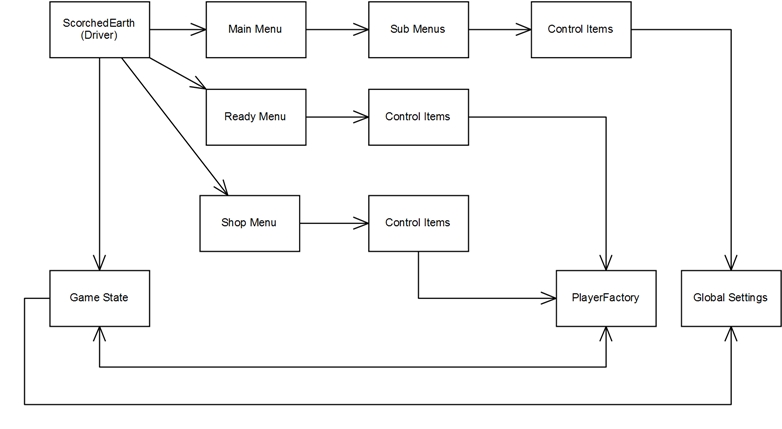 ScorchedEarth
(Driver)
Main Menu
Sub Menus
Control Items
Ready Menu
Control Items
Shop Menu
Control Items
Game State
PlayerFactory
Global Settings